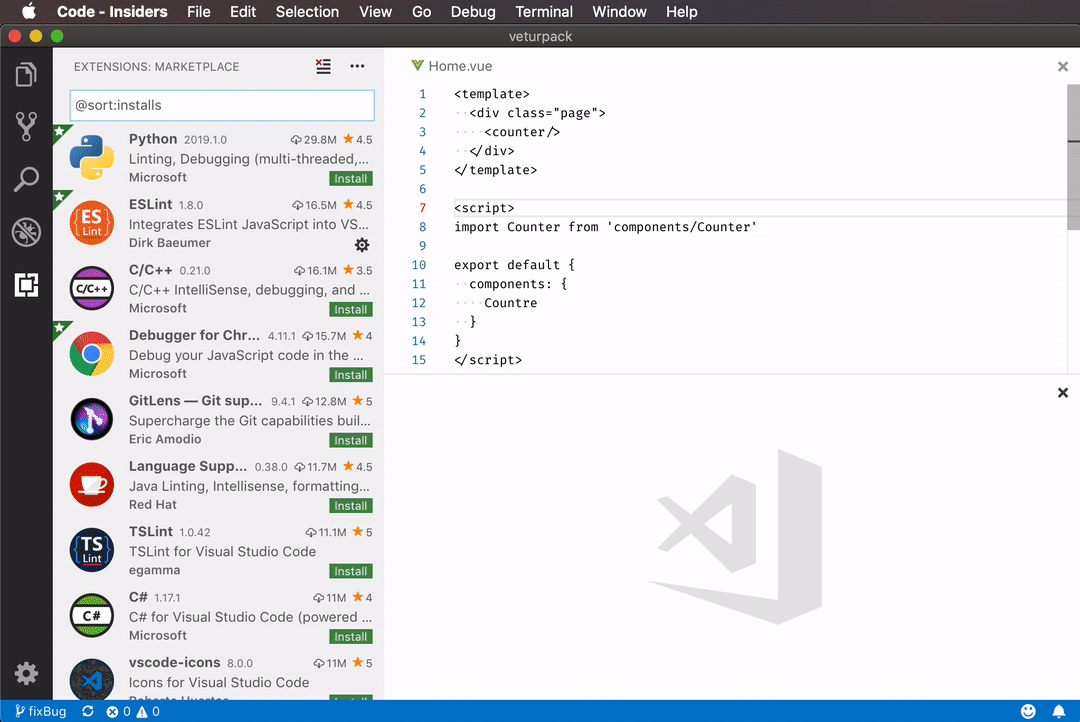 Code - Insiders File Edit Selection View Go Debug Terminal Window Help
veturpack
EXTENSIONS: MARKETPLACE
@sort:installs
Python 2019.1.0 29.8M 4.5
Linting, Debugging (multi-threaded,...
Microsoft Install
ES Lint
ESLint 1.8.0 16.5M 4.5
Integrates ESLint JavaScript into VS...
Dirk Baeumer
C/C++
C/C++ 0.21.0 16.1M 3.5
C/C++ IntelliSense, debugging, and ...
Microsoft Install
Debugger for Chr... 4.11.1 15.7M 4
Debug your JavaScript code in the ...
Microsoft Install
GitLens — Git sup... 9.4.1 12.8M 5
Supercharge the Git capabilities buil...
Eric Amodio Install
Language Supp... 0.38.0 11.7M 4.5
Java Linting, Intellisense, formatting...
Red Hat Install
TS Lint
TSLint 1.0.42 11.1M 5
TSLint for Visual Studio Code
egamma Install
C#
C# 1.17.1 11M 4
C# for Visual Studio Code (powered ...
Microsoft Install
vscode-icons 8.0.0 11M 5
Icons for Visual Studio Code
Home.vue
1 <template>
2 ··<div class="page">
3 ····<counter/>
4 ··</div>
5 </template>
6
7 <script>
8 import Counter from 'components/Counter'
9
10 export default {
11 ··components: {
12 ····Countre
13 ··}
14 }
15 </script>
fixBug 0 0